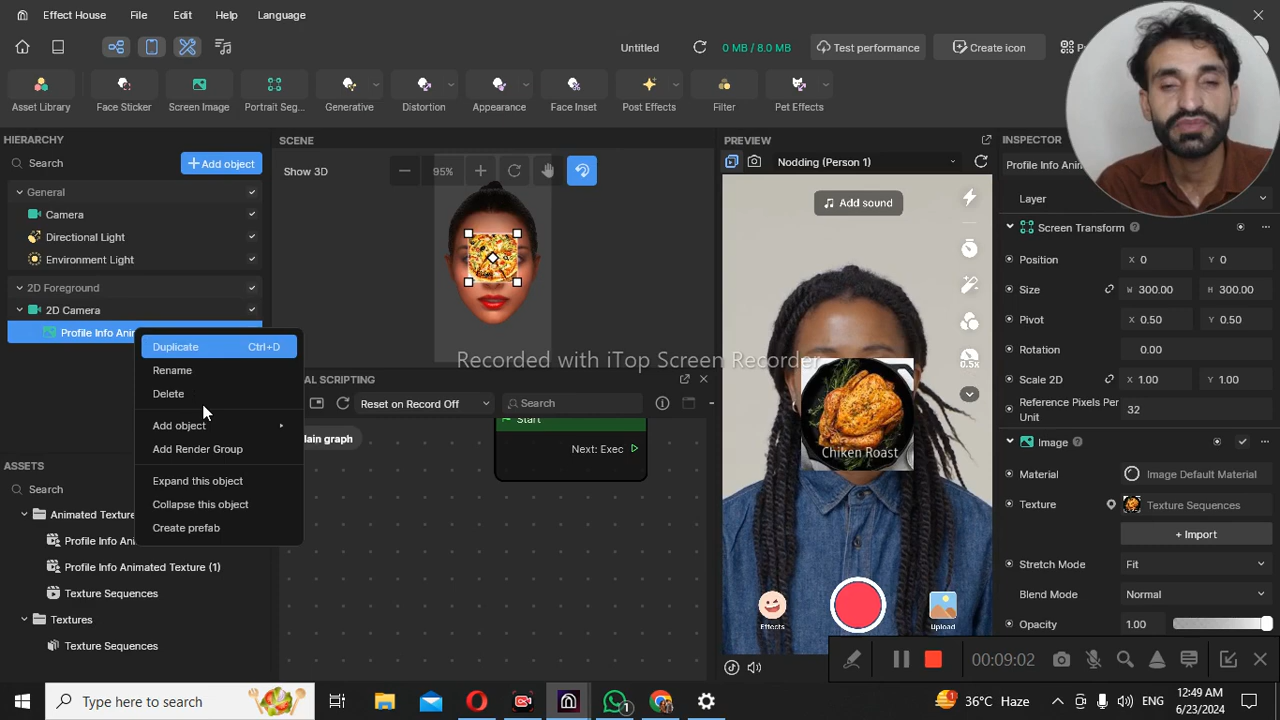 Effect House File Edit Help Language
Untitled 0 MB / 8.0 MB Test performance Create icon
Asset Library Face Sticker Screen Image Portrait Seg... Generative Distortion Appearance Face Inset Post Effects Filter Pet Effects
HIERARCHY
Search + Add object
General
Camera
Directional Light
Environment Light
2D Foreground
2D Camera
Profile Info Ani
Duplicate Ctrl+D
Rename
Delete
Add object
Add Render Group
Expand this object
Collapse this object
Create prefab
ASSETS
Search
Animated Texture
Profile Info Ani
Profile Info Animated Texture (1)
Texture Sequences
Textures
Texture Sequences
SCENE
Show 3D 95%
Recorded with iTop Screen Recorder
AL SCRIPTING
Reset on Record Off Search
ain graph
Start
Next: Exec
PREVIEW
Nodding (Person 1)
Add sound
0.5x
Chiken Roast
Effects Upload
INSPECTOR
Profile Info Anim
Layer
Screen Transform
Position X 0 Y 0
Size W 300.00 H 300.00
Pivot X 0.50 Y 0.50
Rotation 0.00
Scale 2D X 1.00 Y 1.00
Reference Pixels Per Unit 32
Image
Material Image Default Material
Texture Texture Sequences
+ Import
Stretch Mode Fit
Blend Mode Normal
Opacity 1.00
00:09:02
Type here to search
1
1
36°C Haze
ENG
12:49 AM
6/23/2024